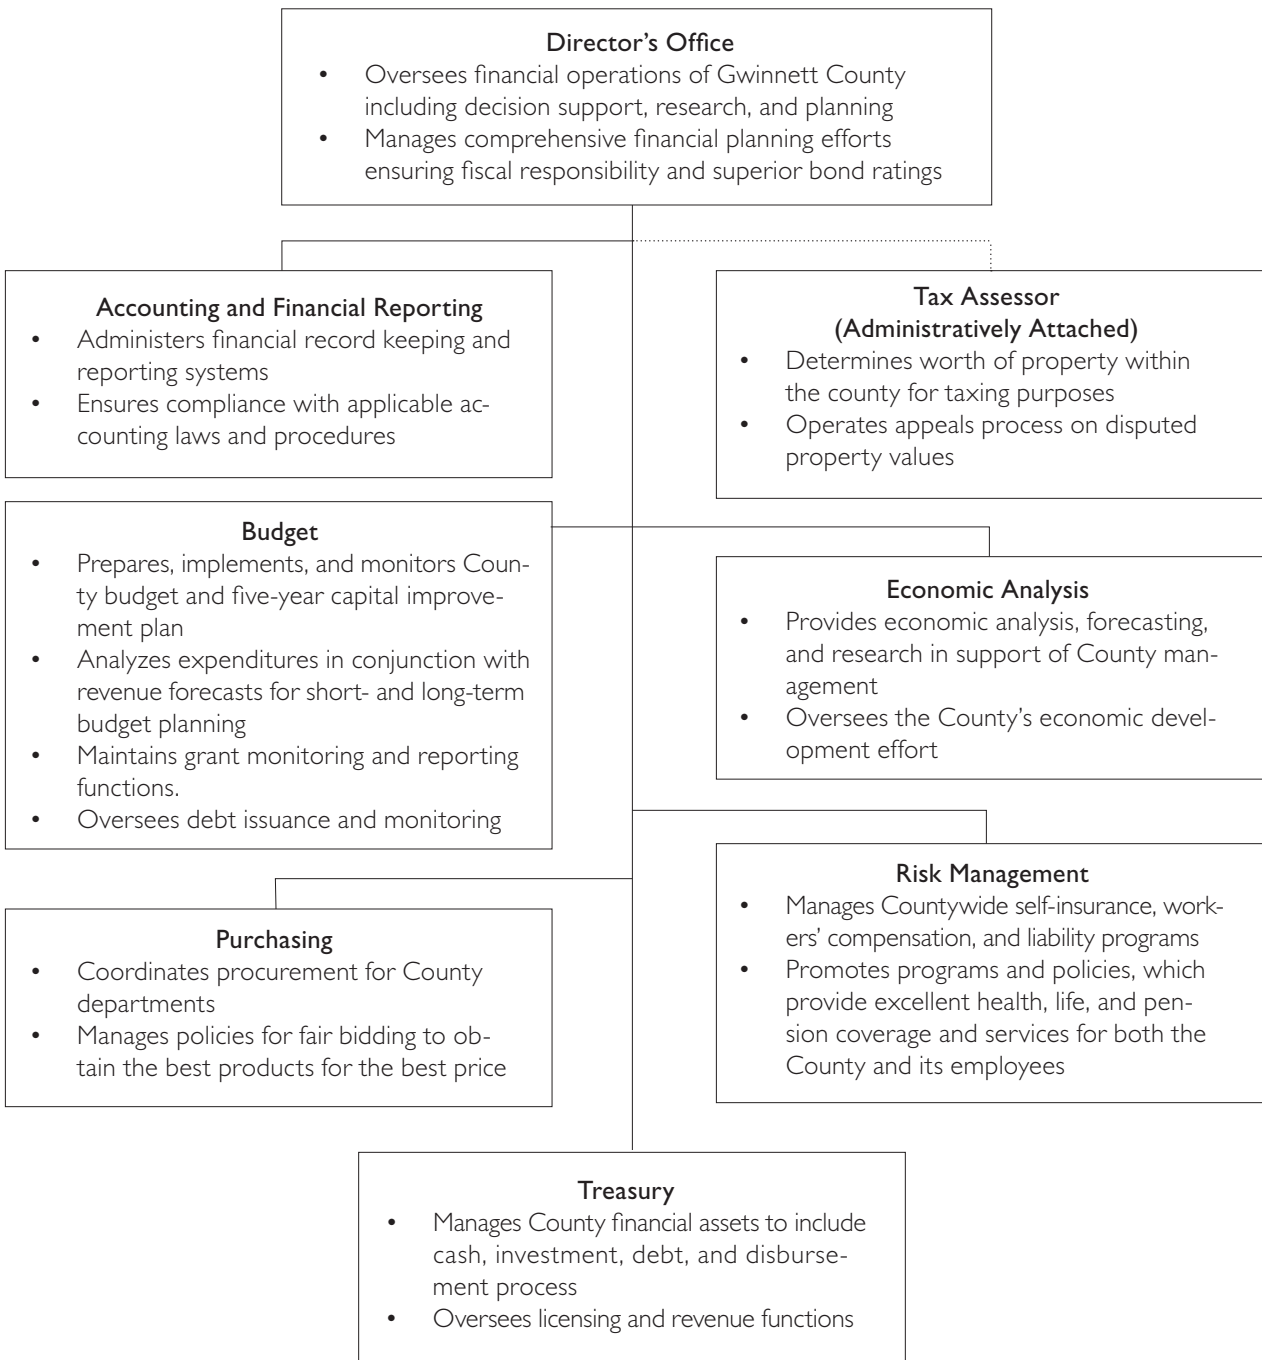 Director’s Office
• Oversees financial operations of Gwinnett County
including decision support, research, and planning
• Manages comprehensive financial planning efforts
ensuring fiscal responsibility and superior bond ratings
Accounting and Financial Reporting
• Administers financial record keeping and
reporting systems
• Ensures compliance with applicable ac-
counting laws and procedures
Tax Assessor
(Administratively Attached)
• Determines worth of property within
the county for taxing purposes
• Operates appeals process on disputed
property values
Budget
• Prepares, implements, and monitors Coun-
ty budget and five-year capital improve-
ment plan
• Analyzes expenditures in conjunction with
revenue forecasts for short- and long-term
budget planning
• Maintains grant monitoring and reporting
functions.
• Oversees debt issuance and monitoring
Economic Analysis
• Provides economic analysis, forecasting,
and research in support of County man-
agement
• Oversees the County’s economic devel-
opment effort
Purchasing
• Coordinates procurement for County
departments
• Manages policies for fair bidding to ob-
tain the best products for the best price
Risk Management
• Manages Countywide self-insurance, work-
ers’ compensation, and liability programs
• Promotes programs and policies, which
provide excellent health, life, and pen-
sion coverage and services for both the
County and its employees
Treasury
• Manages County financial assets to include
cash, investment, debt, and disburse-
ment process
• Oversees licensing and revenue functions